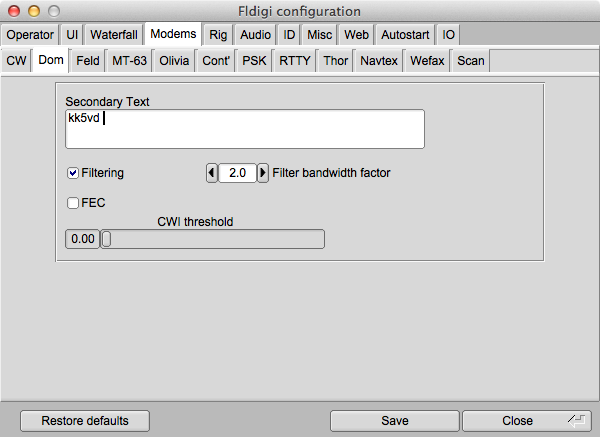 Fldigi configuration
Operator UI Waterfall Modems Rig Audio ID Misc Web Autostart IO
CW Dom Feld MT-63 Olivia Cont' PSK RTTY Thor Navtex Wefax Scan
Secondary Text
kk5vd
Filtering 2.0 Filter bandwidth factor
FEC
CWI threshold
0.00
Restore defaults Save Close